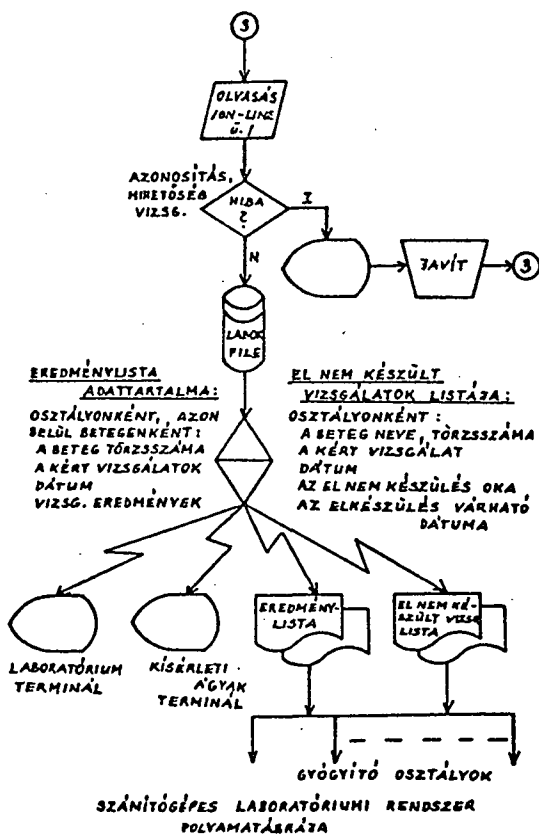 3
OLVASÁS
/ON-LINE
Ü./
AZONOSÍTÁS,
HIHETŐSÉG
VIZSG.
HIBA
?
I
N
JAVÍT
3
LABOR
FILE
EREDMÉNYLISTA
ADATTARTALMA:
OSZTÁLYONKÉNT, AZON
BELÜL BETEGENKÉNT:
A BETEG TÖRZSSZÁMA
A KÉRT VIZSGÁLATOK
DÁTUM
VIZSG. EREDMÉNYEK
EL NEM KÉSZÜLT
VIZSGÁLATOK LISTÁJA:
OSZTÁLYONKÉNT:
A BETEG NEVE, TÖRZSSZÁMA
A KÉRT VIZSGÁLAT
DÁTUM
AZ EL NEM KÉSZÜLÉS OKA
AZ ELKÉSZÜLÉS VÁRHATÓ
DÁTUMA
LABORATÓRIUM
TERMINÁL
KÍSÉRLETI
ÁGYAK
TERMINÁL
EREDMÉNY-
LISTA
EL NEM KÉ-
SZÜLT VIZSG.
LISTA
GYÓGYÍTÓ OSZTÁLYOK
SZÁMÍTÓGÉPES LABORATÓRIUMI RENDSZER
FOLYAMATÁBRÁJA